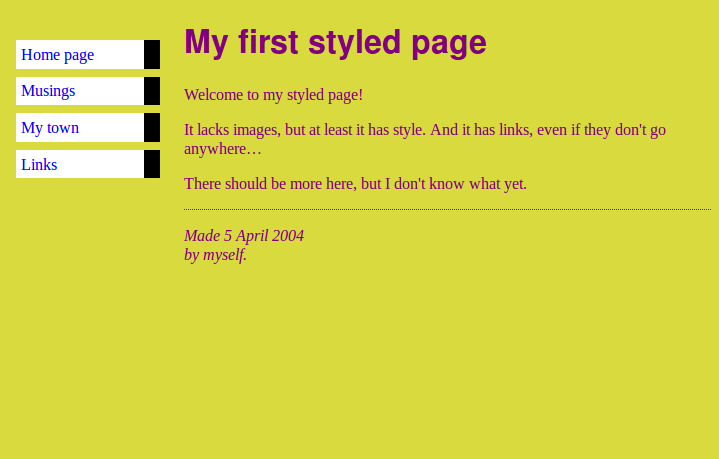 Home page
Musings
My town
Links
My first styled page
Welcome to my styled page!
It lacks images, but at least it has style. And it has links, even if they don't go
anywhere…
There should be more here, but I don't know what yet.
Made 5 April 2004
by myself.